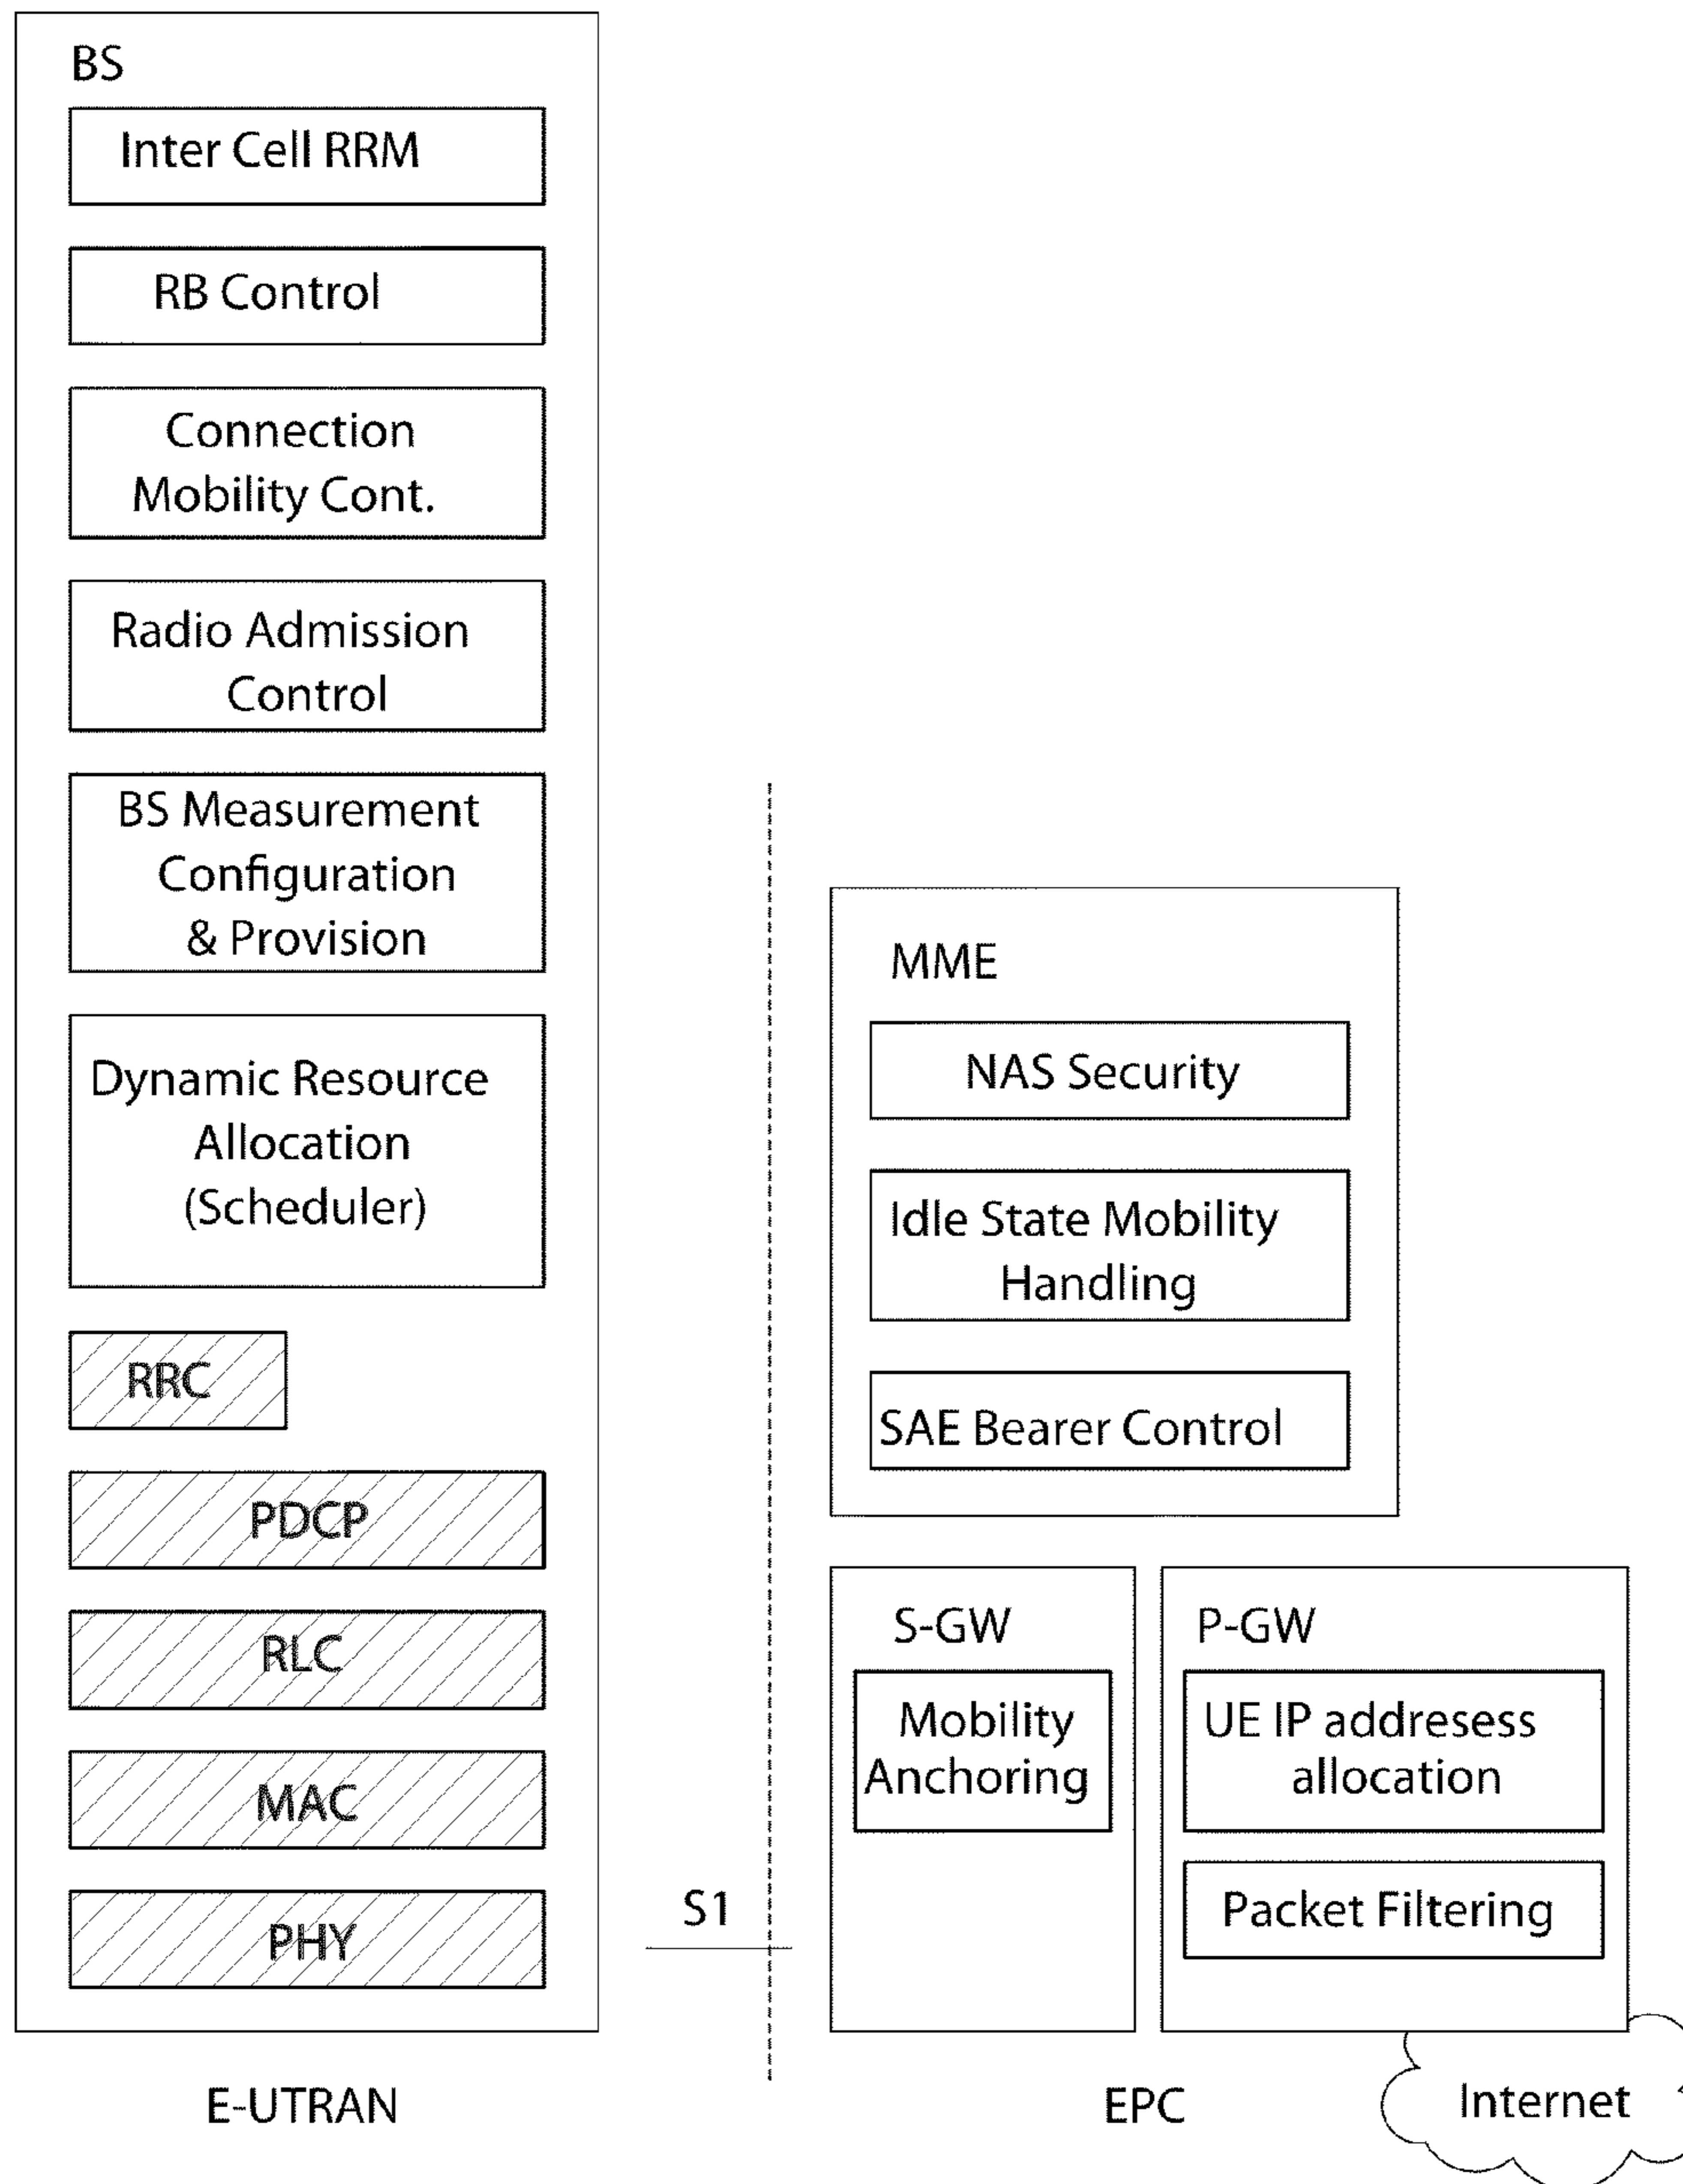 BS
Inter Cell RRM
RB Control
Connection
Mobility Cont.
Radio Admission
Control
BS Measurement
Configuration
& Provision
Dynamic Resource
Allocation
(Scheduler)
RRC
PDCP
RLC
MAC
PHY
E-UTRAN
S1
MME
NAS Security
Idle State Mobility
Handling
SAE Bearer Control
S-GW
Mobility
Anchoring
P-GW
UE IP addresess
allocation
Packet Filtering
EPC
Internet